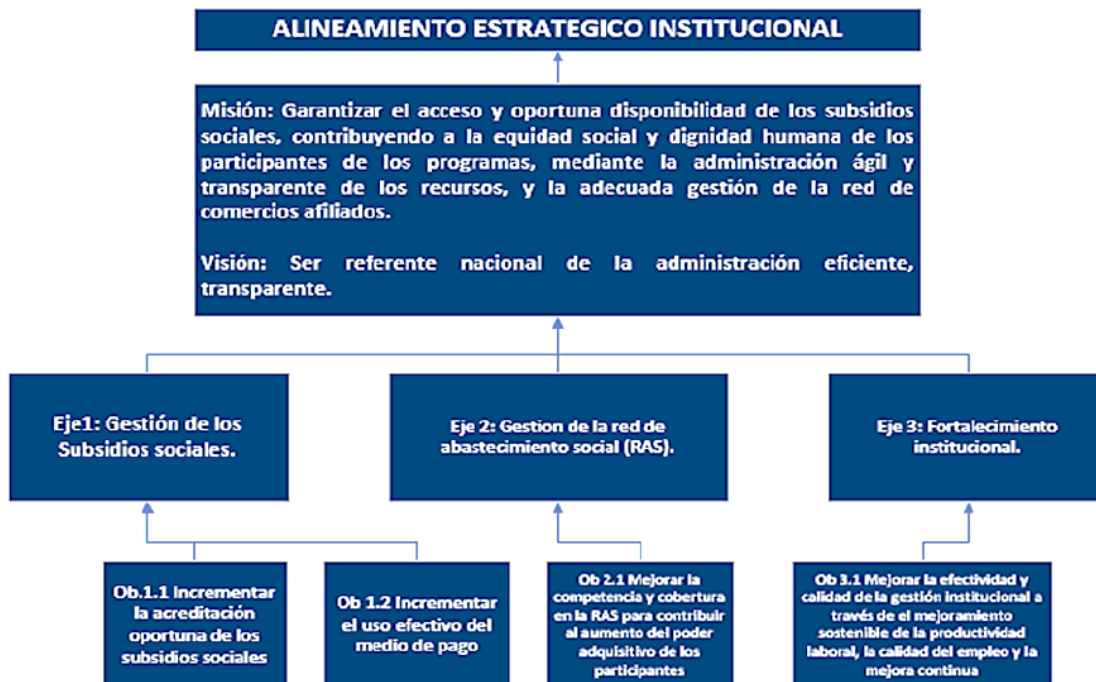 ALINEAMIENTO ESTRATEGICO INSTITUCIONAL
Misión: Garantizar el acceso y oportuna disponibilidad de los subsidios
sociales, contribuyendo a la equidad social y dignidad humana de los
participantes de los programas, mediante la administración ágil y
transparente de los recursos, y la adecuada gestión de la red de
comercios afiliados.
Visión: Ser referente nacional de la administración eficiente,
transparente.
Eje1: Gestión de los
Subsidios sociales.
Eje 2: Gestion de la red de
abastecimiento social (RAS).
Eje 3: Fortalecimiento
institucional.
Ob.1.1 Incrementar
la acreditación
oportuna de los
subsidios sociales
Ob 1.2 Incrementar
el uso efectivo del
medio de pago
Ob 2.1 Mejorar la
competencia y cobertura
en la RAS para contribuir
al aumento del poder
adquisitivo de los
participantes
Ob 3.1 Mejorar la efectividad y
calidad de la gestión institucional a
través de el mejoramiento
sostenible de la productividad
laboral, la calidad del empleo y la
mejora continua